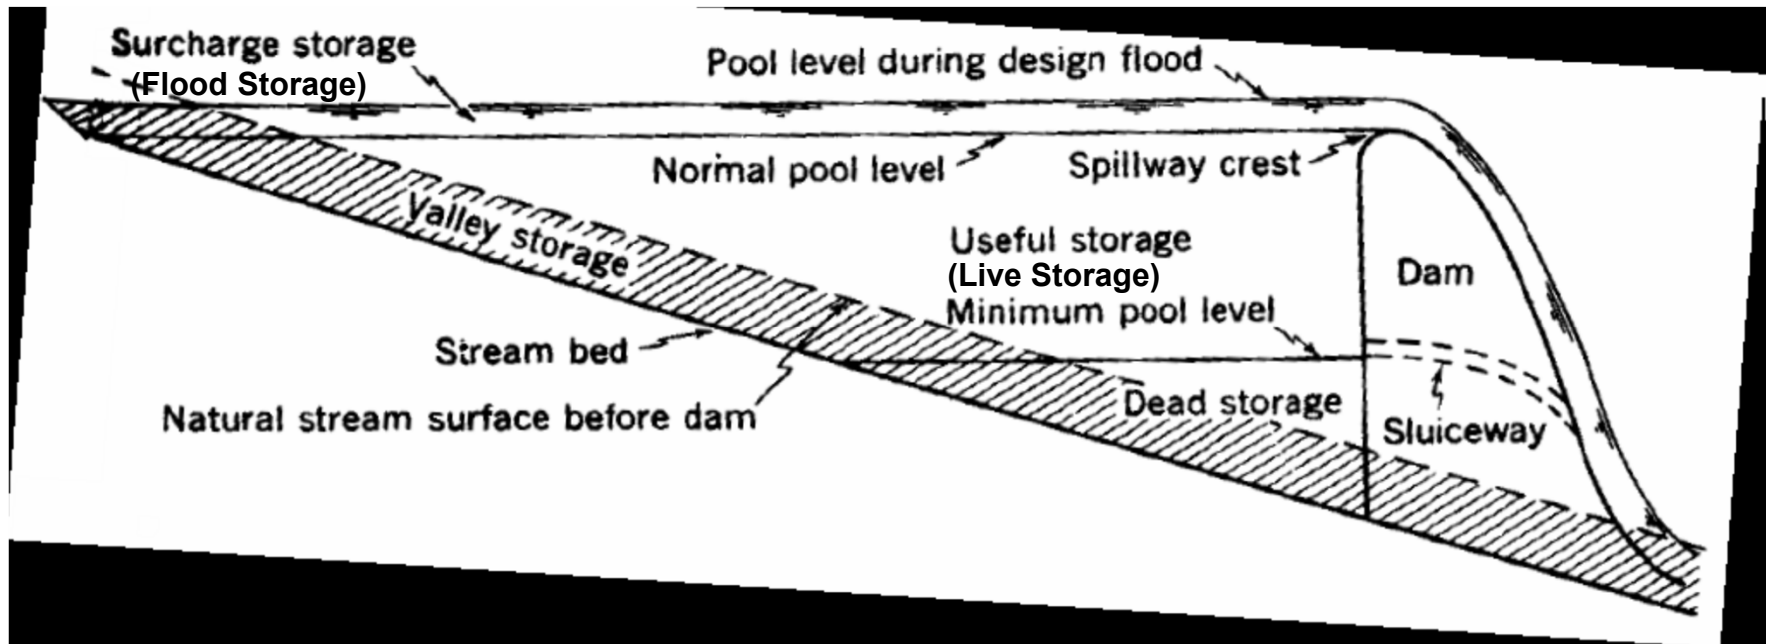 Surcharge storage
(Flood Storage)
Pool level during design flood
Normal pool level
Spillway crest
Valley storage
Useful storage
(Live Storage)
Minimum pool level
Dam
Stream bed
Natural stream surface before dam
Dead storage
Sluiceway